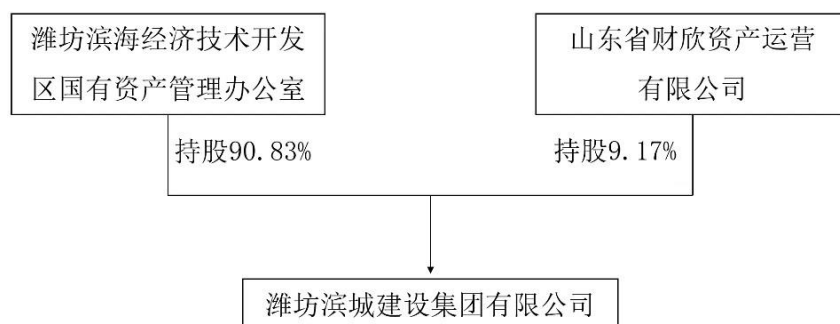 潍坊滨海经济技术开发
区国有资产管理办公室
山东省财欣资产运营
有限公司
持股90.83%
持股9.17%
潍坊滨城建设集团有限公司